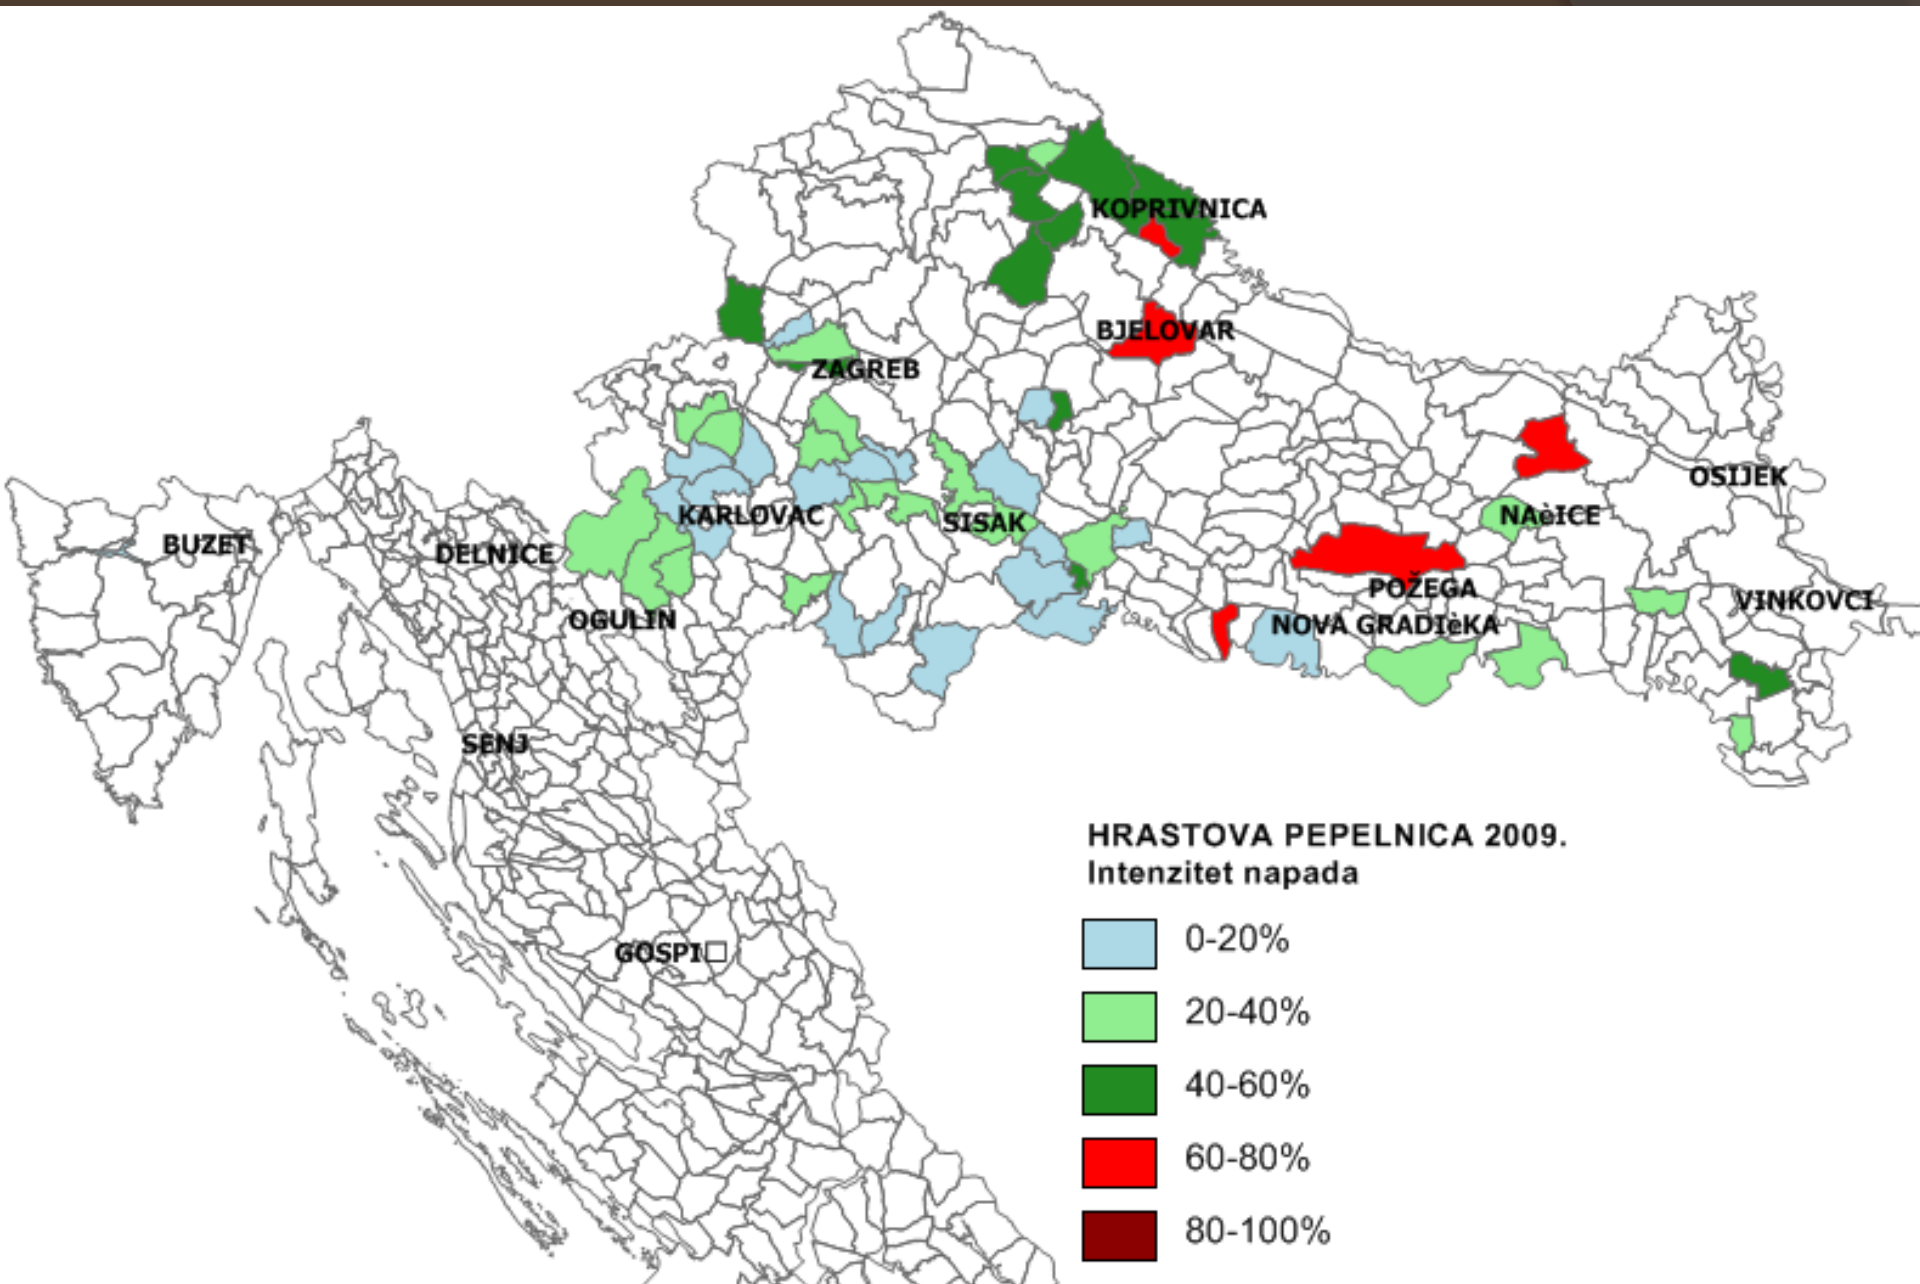 KOPRIVNICA
BJELOVAR
ZAGREB
OSIJEK
KARLOVAC
SISAK
NAèICE
BUZET
DELNICE
POŽEGA
VINKOVCI
OGULIN
NOVA GRADIèKA
SENJ
HRASTOVA PEPELNICA 2009.
Intenzitet napada
GOSPI□
0-20%
20-40%
40-60%
60-80%
80-100%